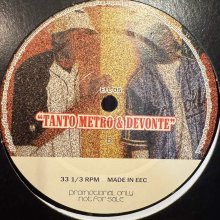 "TANTO METRO & DEVONTE"
33 1/3 RPM MADE IN EEC
promotional only
not for sale